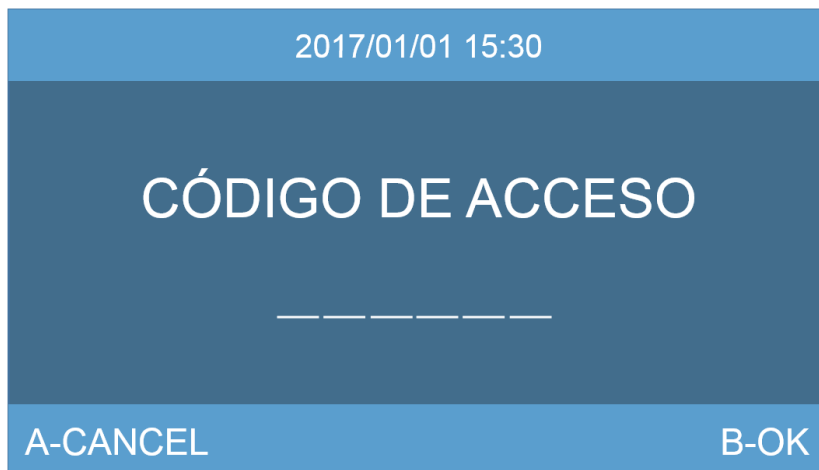 2017/01/01 15:30
CÓDIGO DE ACCESO
_ _ _ _ _ _
A-CANCEL B-OK